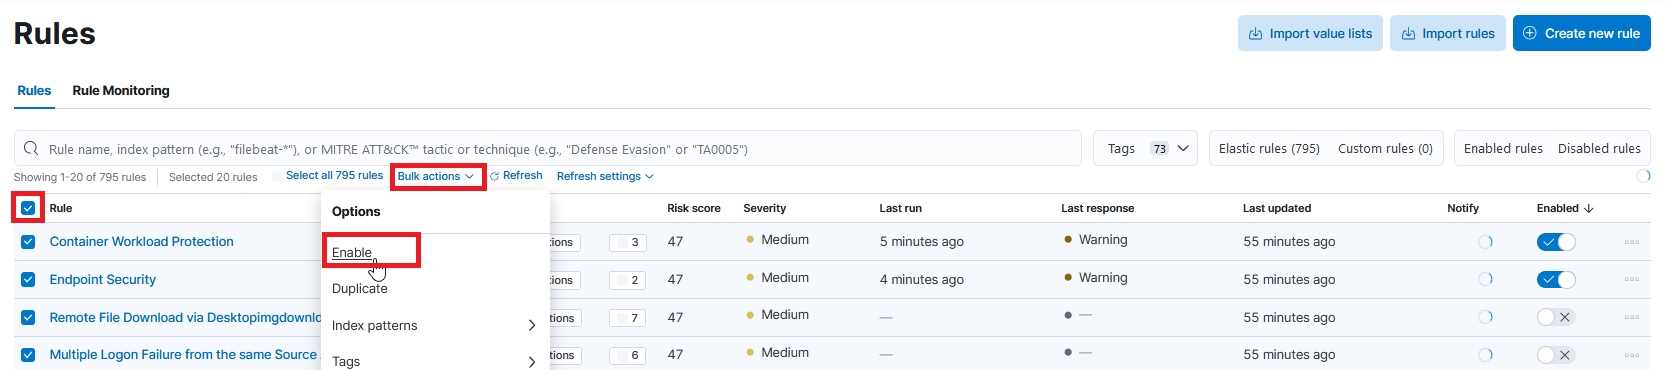 Rules
Import value lists
Import rules
Create new rule
Rules
Rule Monitoring
Rule name, index pattern (e.g., "filebeat-*"), or MITRE ATT&CK™ tactic or technique (e.g., "Defense Evasion" or "TA0005")
Tags 73
Elastic rules (795) Custom rules (0)
Enabled rules Disabled rules
Showing 1-20 of 795 rules Selected 20 rules Select all 795 rules Bulk actions Refresh Refresh settings
Rule Risk score Severity Last run Last response Last updated Notify Enabled
Options
Enable
Duplicate
Index patterns
Tags
Container Workload Protection tions 3 47 Medium 5 minutes ago Warning 55 minutes ago
Endpoint Security tions 2 47 Medium 4 minutes ago Warning 55 minutes ago
Remote File Download via Desktopimgdownlo tions 7 47 Medium — — 55 minutes ago
Multiple Logon Failure from the same Source tions 6 47 Medium — — 55 minutes ago